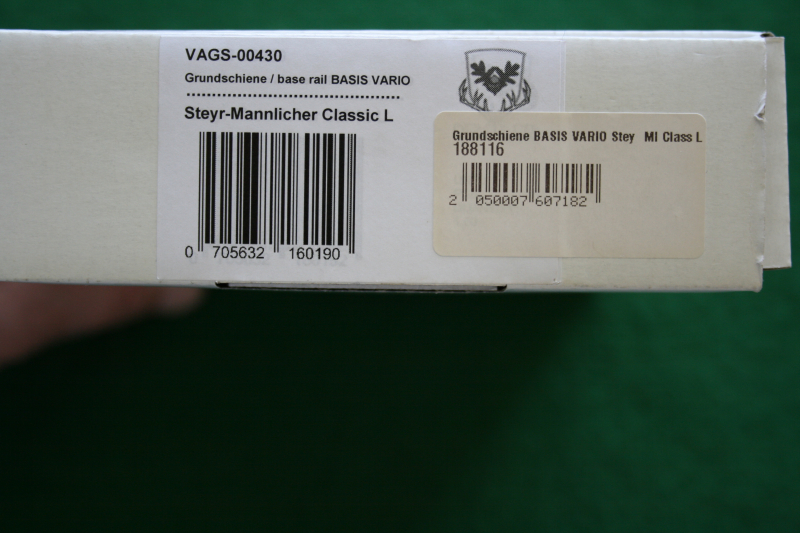 VAGS-00430
Grundschiene / base rail BASIS VARIO
Steyr-Mannlicher Classic L
0 705632 160190
Grundschiene BASIS VARIO Stey MI Class L
188116
2 050007 607182